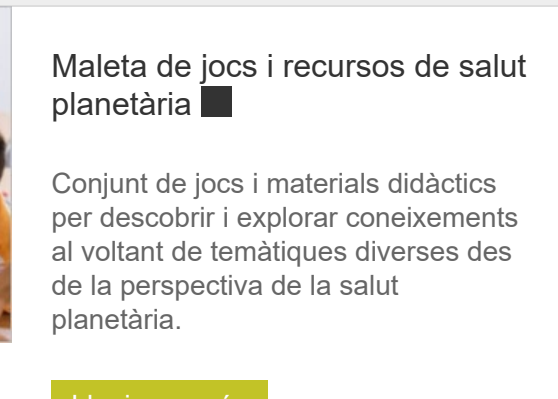 Maleta de jocs i recursos de salut
planetària
Conjunt de jocs i materials didàctics
per descobrir i explorar coneixements
al voltant de temàtiques diverses des
de la perspectiva de la salut
planetària.